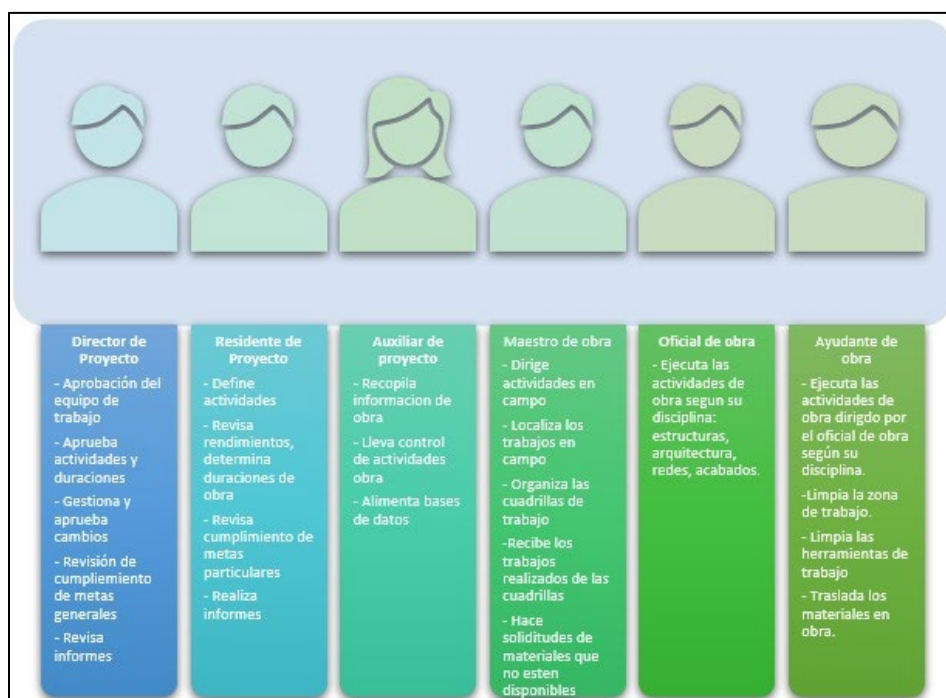 Director de
Proyecto
- Aprobación del
equipo de
trabajo
- Aprueba
actividades y
duraciones
- Gestiona y
aprueba
cambios
- Revisión de
cumpliemiento
de metas
generales
- Revisa
informes
Residente de
Proyecto
- Define
actividades
- Revisa
rendimientos,
determina
duraciones de
obra
- Revisa
cumplimiento de
metas
particulares
- Realiza
informes
Auxiliar de
proyecto
- Recopila
informacion de
obra
- Lleva control
de actividades
obra
- Alimenta bases
de datos
Maestro de obra
- Dirige
actividades en
campo
- Localiza los
trabajos en
campo
- Organiza las
cuadrillas de
trabajo
-Recibe los
trabajos
realizados de las
cuadrillas
- Hace
soliditudes de
materiales que
no esten
disponibles
Oficial de obra
- Ejecuta las
actividades de
obra segun su
disciplina:
estructuras,
arquitectura,
redes, acabados.
Ayudante de
obra
- Ejecuta las
actividades de
obra dirigdo por
el oficial de obra
según su
disciplina.
-Limpia la zona
de trabajo.
- Limpia las
herramientas de
trabajo
- Traslada los
materiales en
obra.